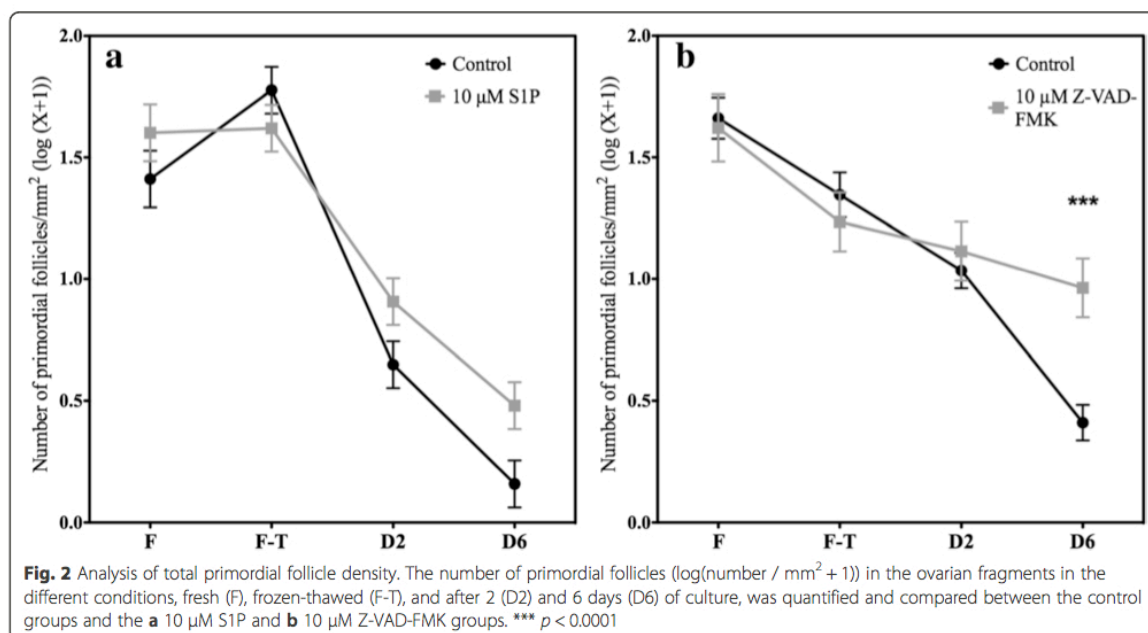 a
Control
10 μM S1P
Number of primordial follicles/mm² (log (X+1))
2.0
1.5
1.0
0.5
0.0
F
F-T
D2
D6
b
Control
10 μM Z-VAD-
FMK
***
Number of primordial follicles/mm² (log (X+1))
2.0
1.5
1.0
0.5
0.0
F
F-T
D2
D6
Fig. 2 Analysis of total primordial follicle density. The number of primordial follicles (log(number / mm² + 1)) in the ovarian fragments in the
different conditions, fresh (F), frozen-thawed (F-T), and after 2 (D2) and 6 days (D6) of culture, was quantified and compared between the control
groups and the a 10 μM S1P and b 10 μM Z-VAD-FMK groups. *** p < 0.0001